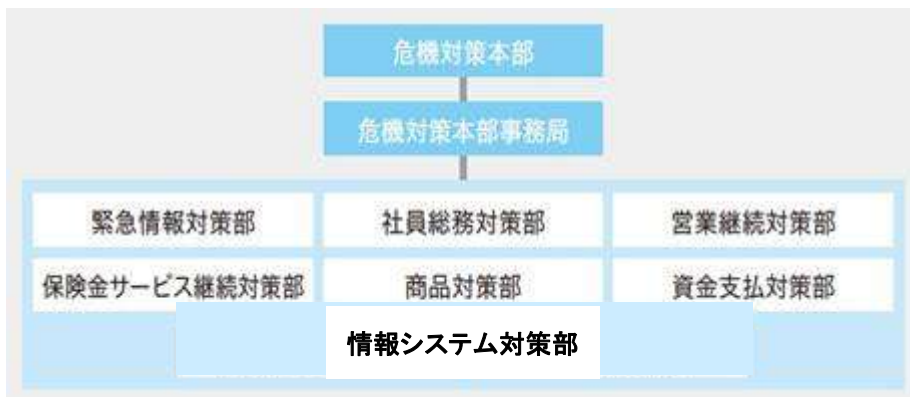 危機対策本部
危機対策本部事務局
緊急情報対策部 社員総務対策部 営業継続対策部
保険金サービス継続対策部 商品対策部 資金支払対策部
情報システム対策部